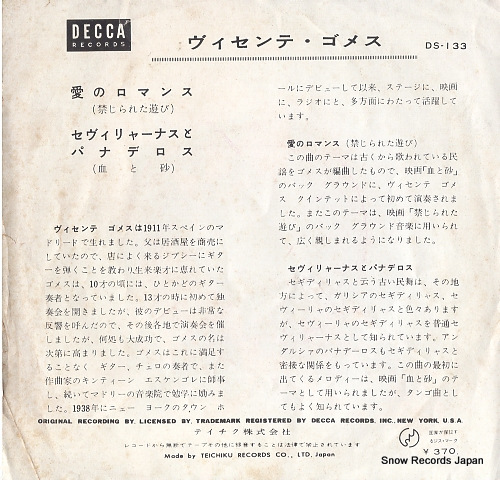 DECCA
RECORDS
ヴィセンテ・ゴメス
DS-133
愛のロマンス
(禁じられた遊び)
セヴィリャーナスと
パナデロス
(血と砂)
ヴィセンテ ゴメスは1911年スペインのマ
ドリードで生れました。父は居酒屋を商売に
していたので、店によく来るジプシーにギタ
ーを弾くことを教わり生来楽才に恵れていた
ゴメスは、10才の頃には、ひとかどのギター
奏者となっていました。13才の時に初めて独
奏会を開きましたが、彼のデビューは非常な
反響を呼んだので、その後各地で演奏会を催
しましたが、何処も大成功で、ゴメスの名は
次第に高まりました。ゴメスはこれに満足す
ることなく ギター、チェロの奏者で、また
作曲家のキンティーン エスケンゴレに師事
し、続いてマドリーの音楽院で勉学に励みま
した。1938年にニュー ヨークのタウン ホ
ールにデビューして以来、ステージに、映画
に、ラジオにと、多方面にわたって活躍して
います。
愛のロマンス (禁じられた遊び)
この曲のテーマは古くから歌われている民
謡をゴメスが編曲したもので、映画「血と砂」
のバック グラウンドに、ヴィセンテ ゴメ
ス クインテットによって初めて演奏されま
した。またこのテーマは、映画「禁じられた
遊び」のバック グラウンド音楽に用いられ
て、広く親しまれるようになりました。
セヴィリャーナスとパナデロス
セギディリャスと云う古い民舞は、その地
方によって、ガリシアのセギディリャス、セ
ヴィーリャのセギディリャスと色々あります
が、セヴィーリャのセギディリャスを普通セ
ヴィリャーナスとして知られています。アン
ダルシャのパナデーロスもセギディリャスと
密接な関係をもっています。この曲の最初に
出てくるメロディーは、映画「血と砂」のテ
ーマとして用いられましたが、タンゴ曲とし
てもよく知られています。
ORIGINAL RECORDING BY, LICENSED BY, TRADEMARK REGISTERED BY DECCA RECORDS, INC. NEW YORK, U.S.A
テイチク株式会社
レコードから無断でテープその他に録音することは法律で禁止されています
Made by TEICHIKU RECORDS CO., LTD, Japan
¥370.
Snow Records Japan